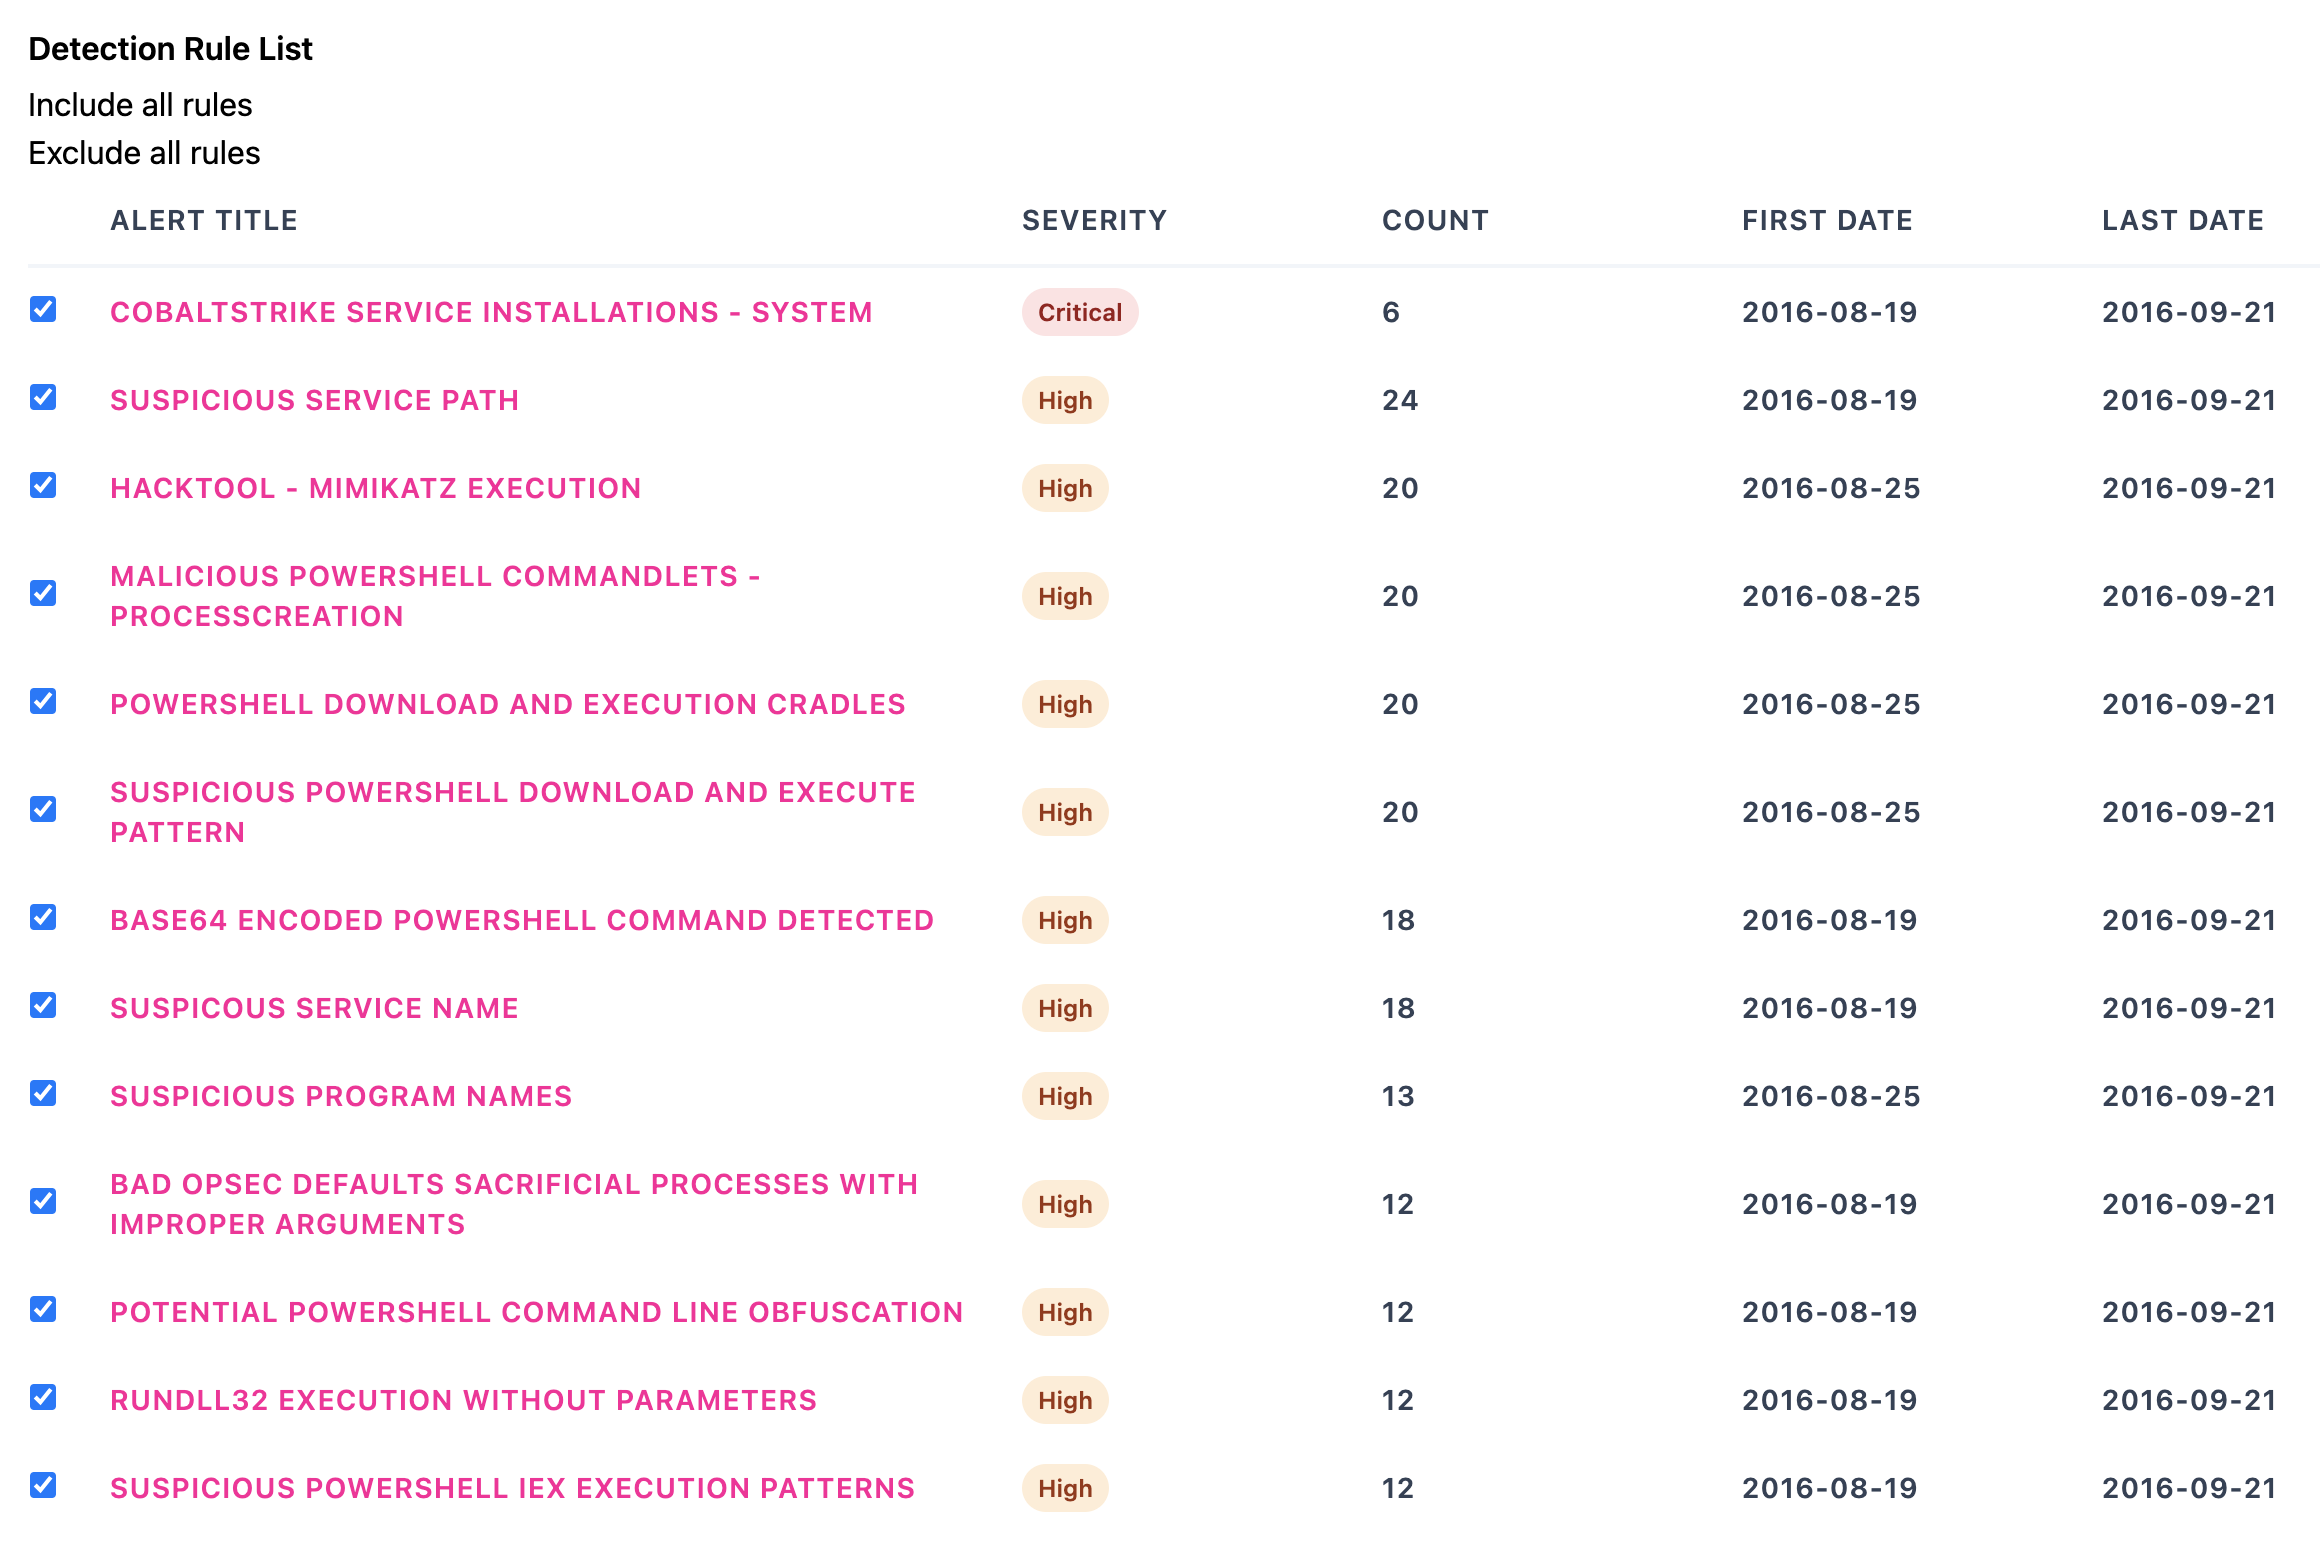 Detection Rule List
Include all rules
Exclude all rules
ALERT TITLE SEVERITY COUNT FIRST DATE LAST DATE
COBALTSTRIKE SERVICE INSTALLATIONS - SYSTEM Critical 6 2016-08-19 2016-09-21
SUSPICIOUS SERVICE PATH High 24 2016-08-19 2016-09-21
HACKTOOL - MIMIKATZ EXECUTION High 20 2016-08-25 2016-09-21
MALICIOUS POWERSHELL COMMANDLETS -
PROCESSCREATION High 20 2016-08-25 2016-09-21
POWERSHELL DOWNLOAD AND EXECUTION CRADLES High 20 2016-08-25 2016-09-21
SUSPICIOUS POWERSHELL DOWNLOAD AND EXECUTE
PATTERN High 20 2016-08-25 2016-09-21
BASE64 ENCODED POWERSHELL COMMAND DETECTED High 18 2016-08-19 2016-09-21
SUSPICOUS SERVICE NAME High 18 2016-08-19 2016-09-21
SUSPICIOUS PROGRAM NAMES High 13 2016-08-25 2016-09-21
BAD OPSEC DEFAULTS SACRIFICIAL PROCESSES WITH
IMPROPER ARGUMENTS High 12 2016-08-19 2016-09-21
POTENTIAL POWERSHELL COMMAND LINE OBFUSCATION High 12 2016-08-19 2016-09-21
RUNDLL32 EXECUTION WITHOUT PARAMETERS High 12 2016-08-19 2016-09-21
SUSPICIOUS POWERSHELL IEX EXECUTION PATTERNS High 12 2016-08-19 2016-09-21